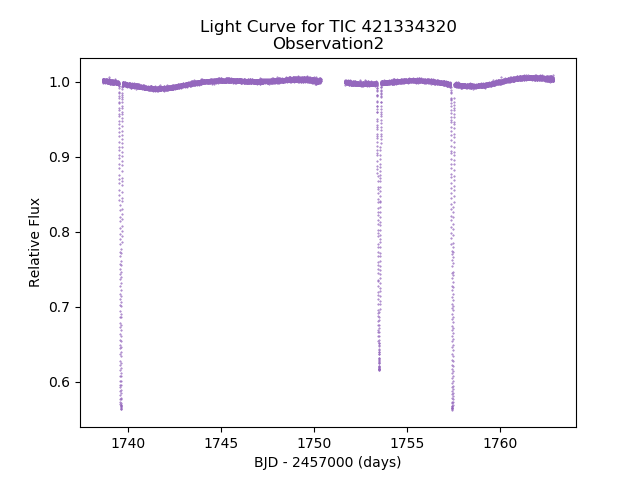 Light Curve for TIC 421334320
Observation2
1.0
0.9
0.8
0.7
0.6
Relative Flux
1740
1745
1750
1755
1760
BJD - 2457000 (days)